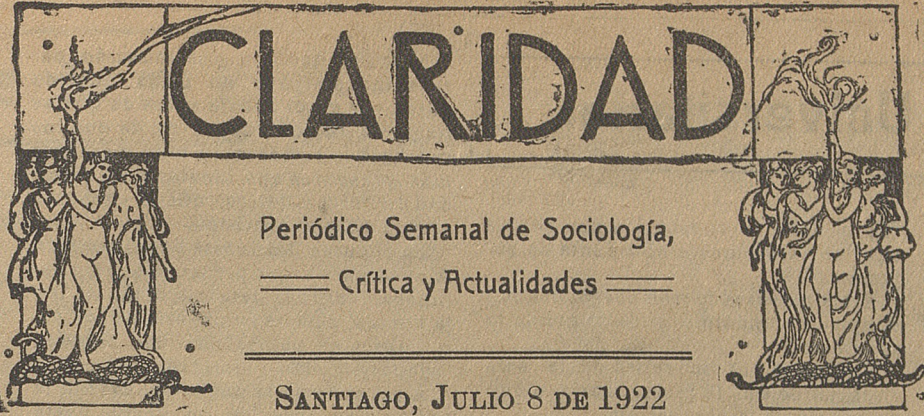 CLARIDAD
Periódico Semanal de Sociología,
Crítica y Actualidades
SANTIAGO, JULIO 8 DE 1922